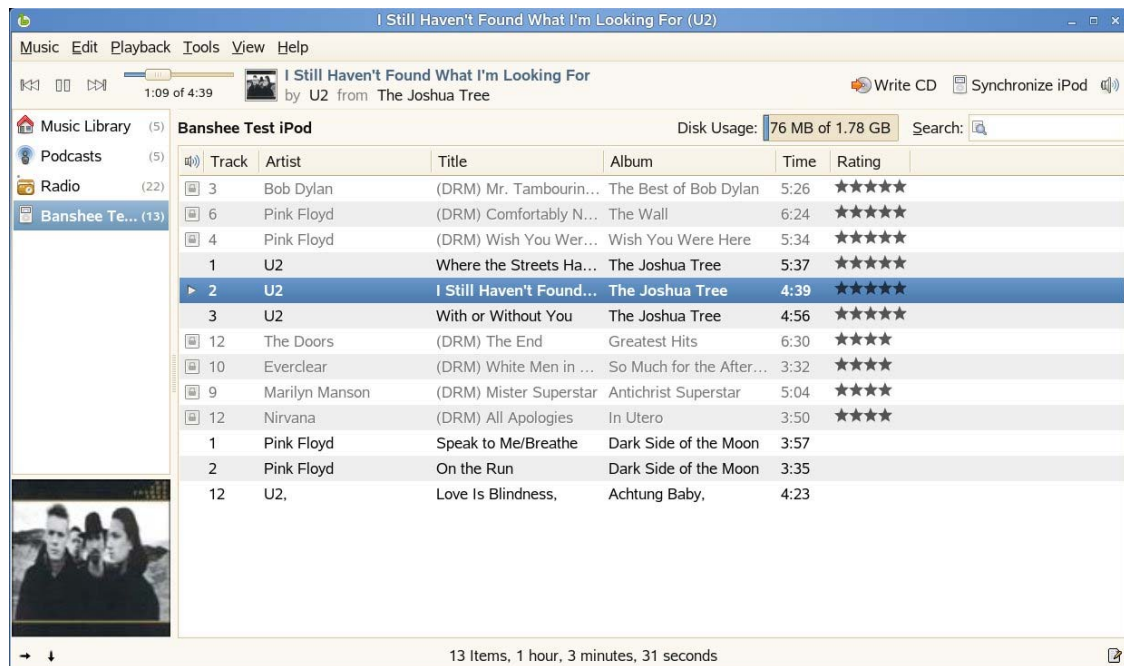 I Still Haven't Found What I'm Looking For (U2)
Music Edit Playback Tools View Help
1:09 of 4:39
I Still Haven't Found What I'm Looking For
by U2 from The Joshua Tree
Write CD Synchronize iPod
Music Library (5)
Podcasts (5)
Radio (22)
Banshee Te... (13)
Banshee Test iPod Disk Usage: 76 MB of 1.78 GB Search:
Track Artist Title Album Time Rating
3 Bob Dylan (DRM) Mr. Tambourin... The Best of Bob Dylan 5:26 ★★★★★
6 Pink Floyd (DRM) Comfortably N... The Wall 6:24 ★★★★★
4 Pink Floyd (DRM) Wish You Wer... Wish You Were Here 5:34 ★★★★★
1 U2 Where the Streets Ha... The Joshua Tree 5:37 ★★★★★
2 U2 I Still Haven't Found... The Joshua Tree 4:39 ★★★★★
3 U2 With or Without You The Joshua Tree 4:56 ★★★★★
12 The Doors (DRM) The End Greatest Hits 6:30 ★★★★
10 Everclear (DRM) White Men in ... So Much for the After... 3:32 ★★★★
9 Marilyn Manson (DRM) Mister Superstar Antichrist Superstar 5:04 ★★★★
12 Nirvana (DRM) All Apologies In Utero 3:50 ★★★★
1 Pink Floyd Speak to Me/Breathe Dark Side of the Moon 3:57
2 Pink Floyd On the Run Dark Side of the Moon 3:35
12 U2, Love Is Blindness, Achtung Baby, 4:23
13 Items, 1 hour, 3 minutes, 31 seconds